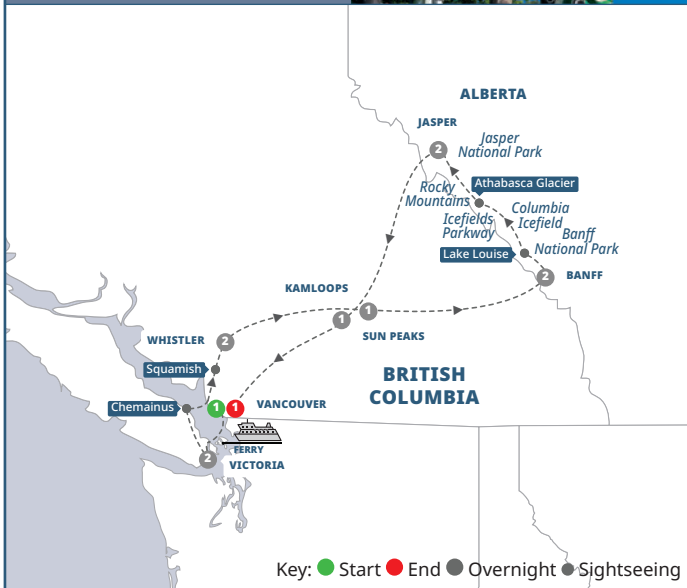 ALBERTA
JASPER
2
Jasper
National Park
Rocky
Mountains
Athabasca Glacier
Columbia
Icefield
Icefields
Parkway
Banff
National Park
Lake Louise
2
BANFF
KAMLOOPS
1
1
SUN PEAKS
WHISTLER
2
Squamish
BRITISH
COLUMBIA
Chemainus
1
1
VANCOUVER
FERRY
2
VICTORIA
Key: Start End Overnight Sightseeing